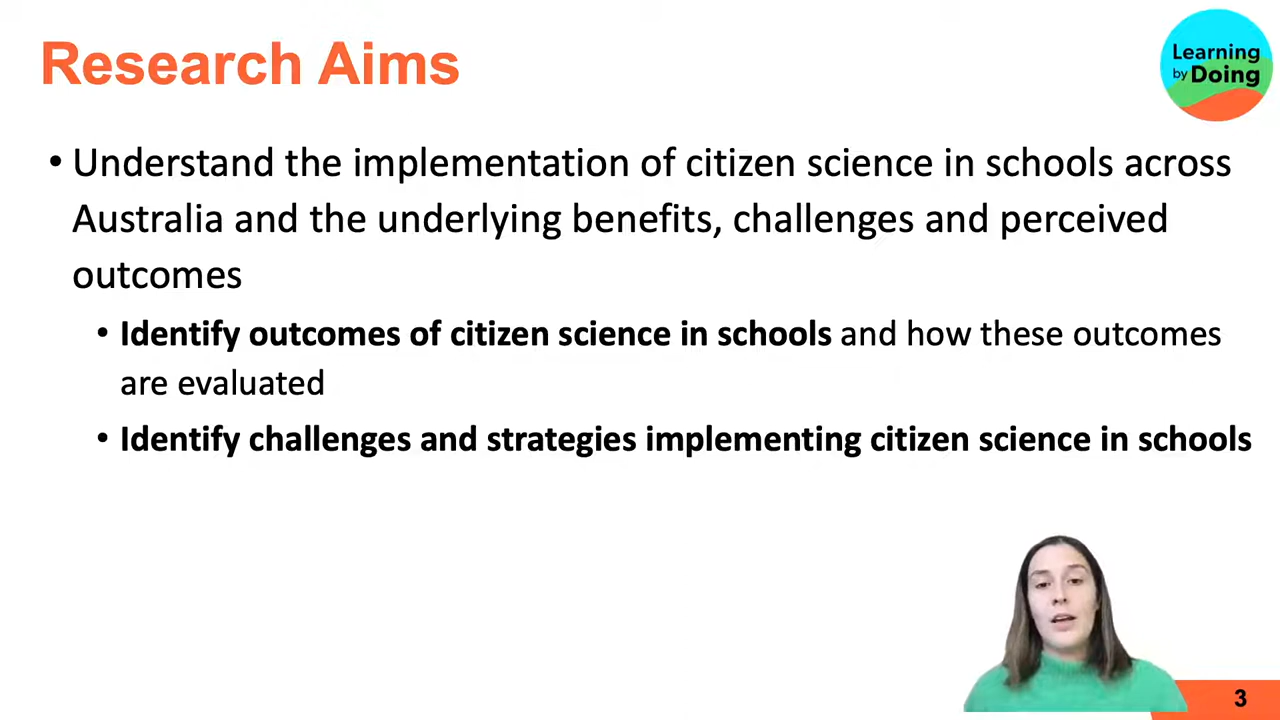 Research Aims
Learning
by Doing
• Understand the implementation of citizen science in schools across
Australia and the underlying benefits, challenges and perceived
outcomes
• Identify outcomes of citizen science in schools and how these outcomes
are evaluated
• Identify challenges and strategies implementing citizen science in schools
3